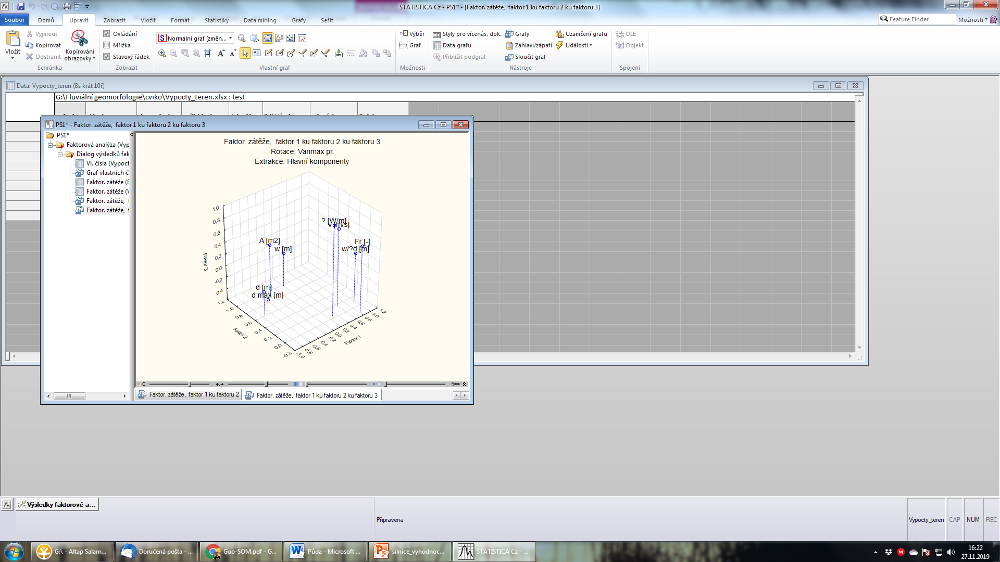 STATISTICA Cz - PS1* - [Faktor. zátěže,  faktor 1 ku faktoru 2 ku faktoru 3]
Soubor Domů Upravit Zobrazit Vložit Formát Statistiky Data mining Grafy Sešit Feature Finder Možnosti
Vložit
Vyjmout
Kopírovat
Odstranit
Kopírování obrazovky
Schránka
Ovládání
Mřížka
Stavový řádek
Zobrazit
Normální graf [změn...
Vlastní graf
Výběr
Graf
Možnosti
Styly pro vícenás. dok.
Data grafu
Přiblížit podgraf
Grafy
Záhlaví/zápatí
Sloučit graf
Uzamčení grafu
Události
Nástroje
OLE OLE
Objekt
Spojení
Data: Vypocty_teren (8s krát 10ř)
G:\Fluviální geomorfologie\cviko\Vypocty_teren.xlsx : test
PS1* - Faktor. zátěže,  faktor 1 ku faktoru 2 ku faktoru 3
PS1*
Faktorová analýza (Vyp
Dialog výsledků fak
Vl. čísla (Vypoct
Graf vlastních č
Faktor. zátěže (E
Faktor. zátěže (V
Faktor. zátěže, f
Faktor. zátěže, f
<
Faktor. zátěže,  faktor 1 ku faktoru 2 ku faktoru 3
Rotace: Varimax pr.
Extrakce: Hlavní komponenty
1,0
0,8
0,6
0,4
0,2
0,0
-0,2
-0,4
Faktor 3
1,2
1,0
0,8
0,6
0,4
0,2
0,0
-0,2
Faktor 2
-1,0
-0,8
-0,6
-0,4
-0,2
0,0
0,2
0,4
0,6
0,8
1,0
1,2
Faktor 1
? [W/m]
V [m/s]
A [m2]
w [m]
Fr [-]
w/?d [m]
d [m]
d max [m]
Faktor. zátěže,  faktor 1 ku faktoru 2
Faktor. zátěže,  faktor 1 ku faktoru 2 ku faktoru 3
Výsledky faktorové a...
Připravena
Vypocty_teren CAP NUM REC
G:\ - Altap Salam...
Doručená pošta - ...
Guo-SOM.pdf - G...
Půda - Microsoft ...
silnice_vyhodnoc...
STATISTICA Cz - ...
16:22
27.11.2019